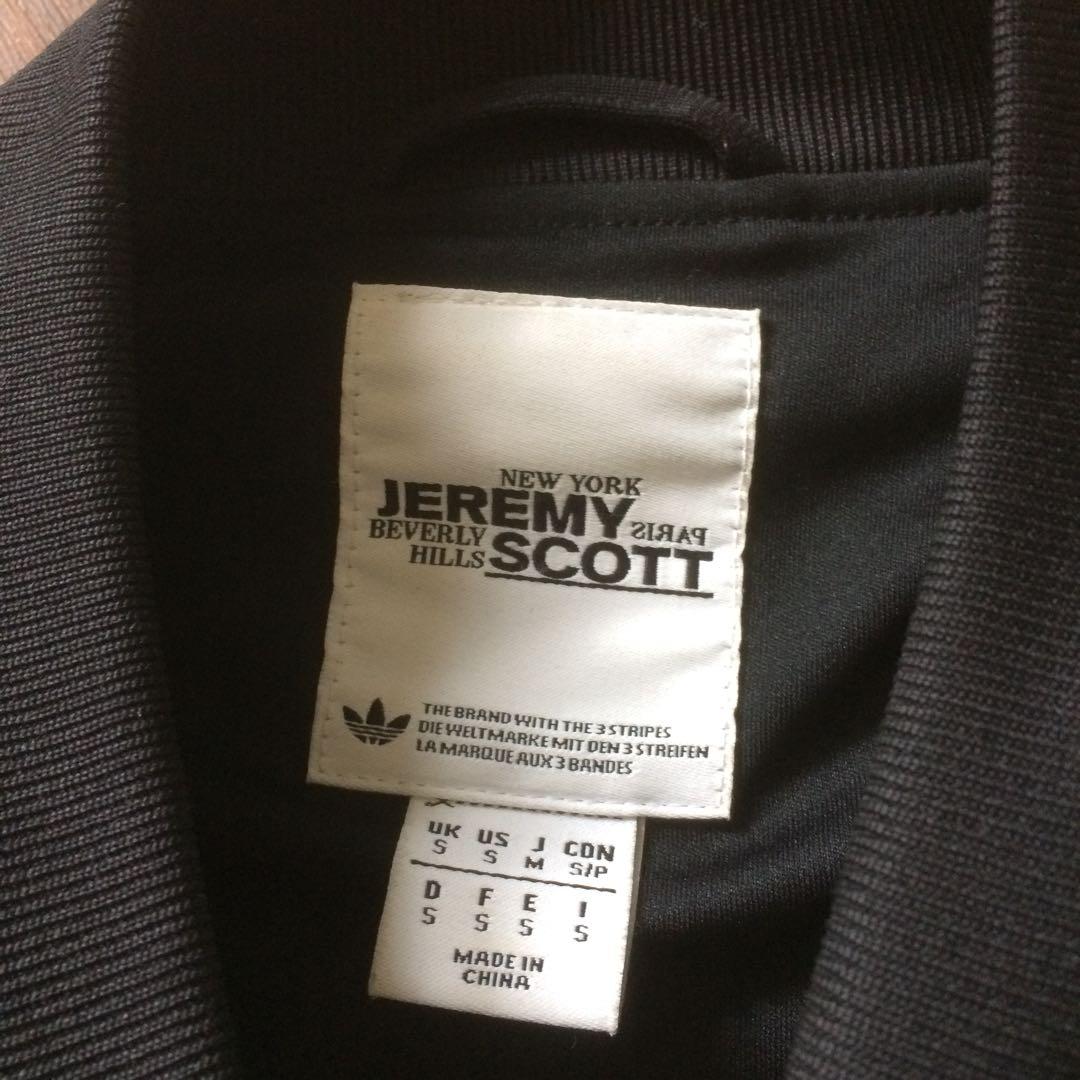 NEW YORK
JEREMY PARIS
BEVERLY
HILLS SCOTT
THE BRAND WITH THE 3 STRIPES
DIE WELTMARKE MIT DEN 3 STREIFEN
LA MARQUE AUX 3 BANDES
UK US J CDN
S S M S/P
D F E I
S S S S
MADE IN
CHINA